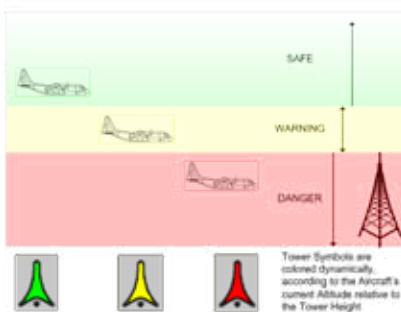 SAFE
WARNING
DANGER
Tower Symbols are
colored dynamically,
according to the Aircraft's
current Altitude relative to
the Tower Height